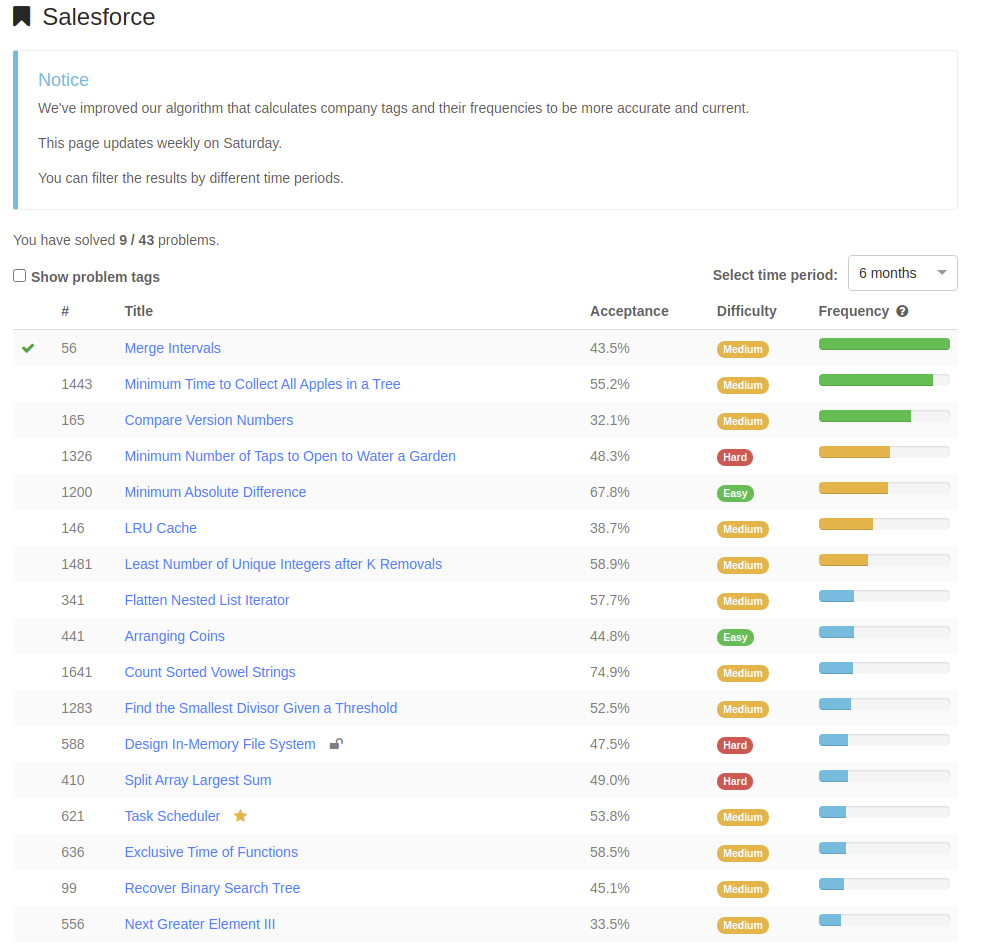 Salesforce
Notice
We've improved our algorithm that calculates company tags and their frequencies to be more accurate and current.
This page updates weekly on Saturday.
You can filter the results by different time periods.
You have solved 9 / 43 problems.
Show problem tags Select time period: 6 months
# Title Acceptance Difficulty Frequency ?
56 Merge Intervals 43.5% Medium
1443 Minimum Time to Collect All Apples in a Tree 55.2% Medium
165 Compare Version Numbers 32.1% Medium
1326 Minimum Number of Taps to Open to Water a Garden 48.3% Hard
1200 Minimum Absolute Difference 67.8% Easy
146 LRU Cache 38.7% Medium
1481 Least Number of Unique Integers after K Removals 58.9% Medium
341 Flatten Nested List Iterator 57.7% Medium
441 Arranging Coins 44.8% Easy
1641 Count Sorted Vowel Strings 74.9% Medium
1283 Find the Smallest Divisor Given a Threshold 52.5% Medium
588 Design In-Memory File System 47.5% Hard
410 Split Array Largest Sum 49.0% Hard
621 Task Scheduler 53.8% Medium
636 Exclusive Time of Functions 58.5% Medium
99 Recover Binary Search Tree 45.1% Medium
556 Next Greater Element III 33.5% Medium